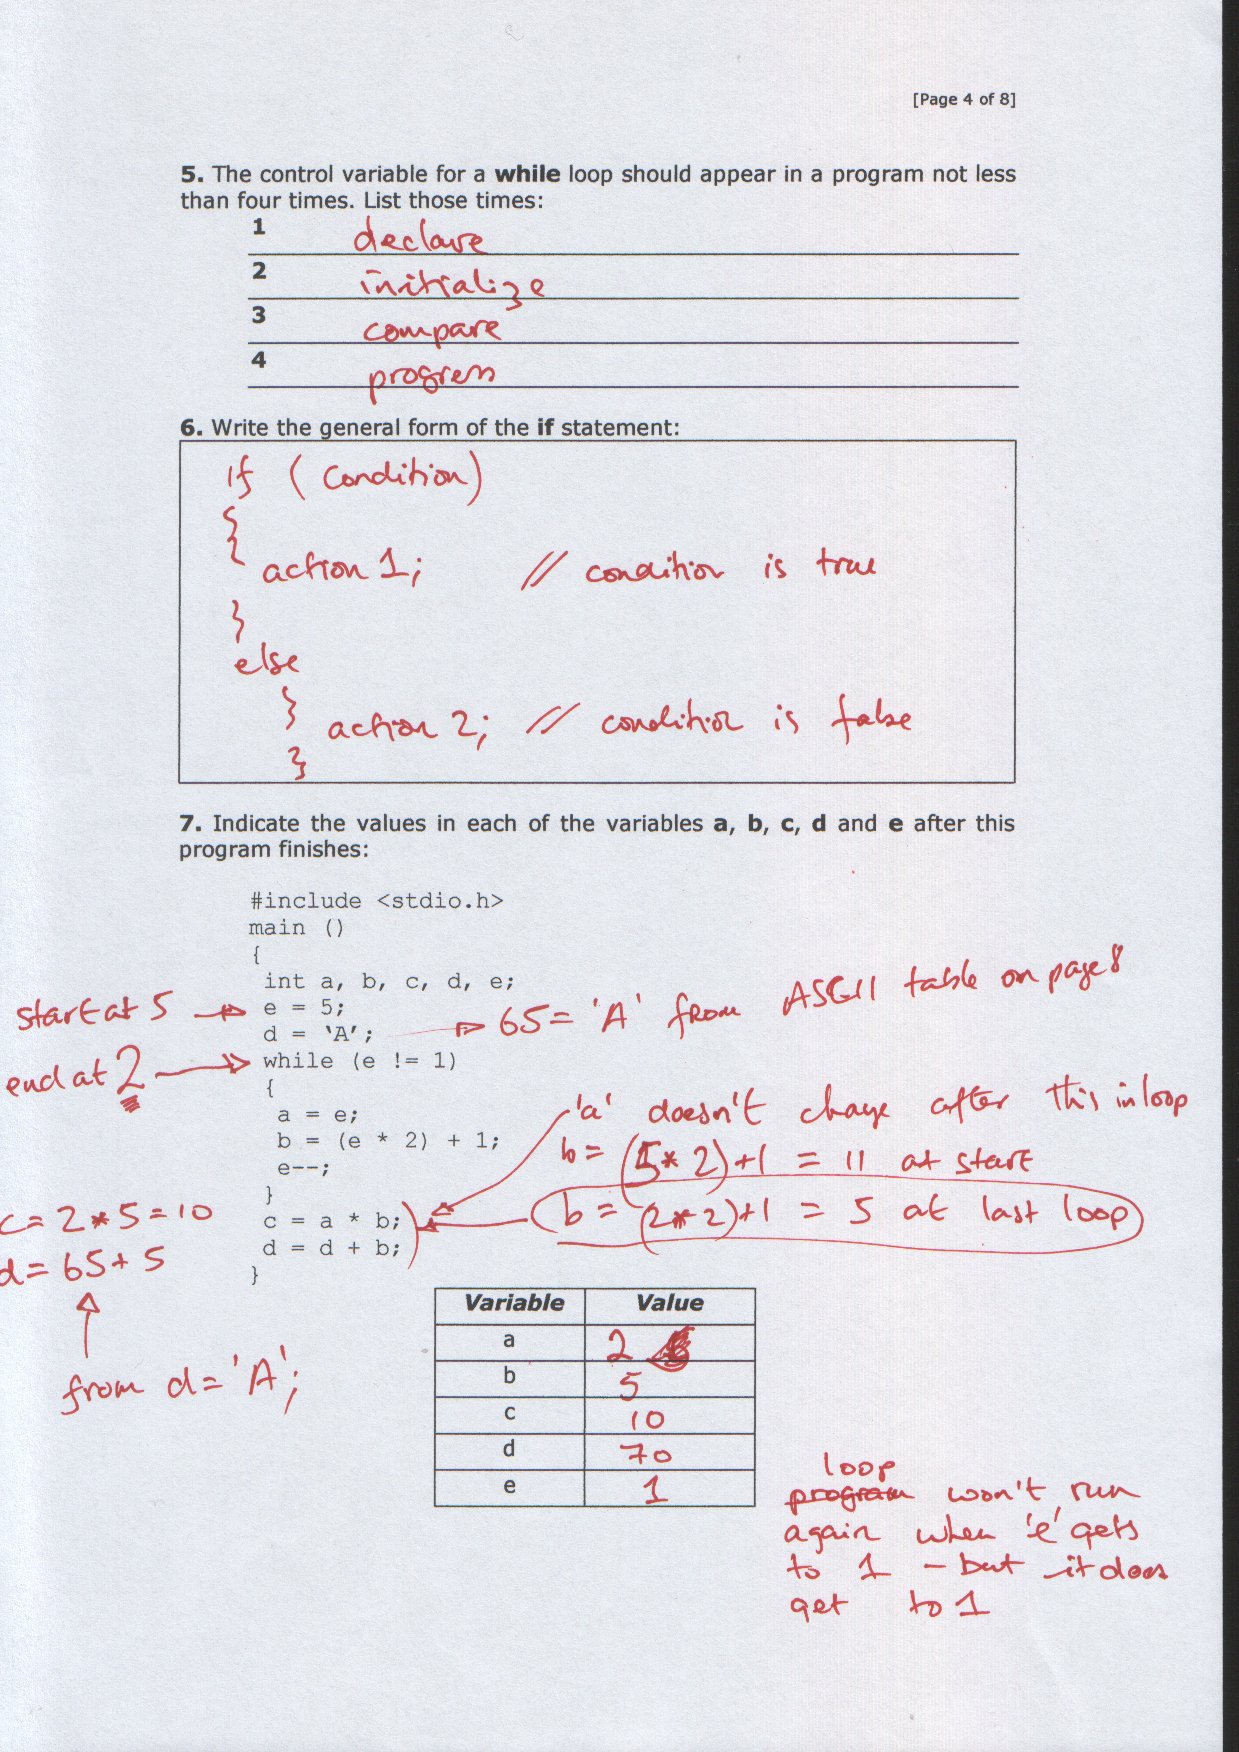 [Page 4 of 8]
5. The control variable for a while loop should appear in a program not less
than four times. List those times:
1 declare
2 initialize
3 compare
4 progress
6. Write the general form of the if statement:
if (condition)
{
action 1; // condition is true
}
else
} action 2; // condition is false
}
7. Indicate the values in each of the variables a, b, c, d and e after this
program finishes:
#include <stdio.h>
main ()
{
int a, b, c, d, e;
start at 5 e = 5;
d = 'A'; 65 = 'A' from ASCII table on page 8
end at 2 while (e != 1)
{
a = e; 'a' doesn't change after this in loop
b = (e * 2) + 1; b = (5 * 2) + 1 = 11 at start
e--;
}
c = 2 * 5 = 10 c = a * b; b = (2 * 2) + 1 = 5 at last loop
d = 65 + 5 d = d + b;
}
from d = 'A';
Variable Value
a 2
b 5
c 10
d 70
e 1
loop
program won't run
again when 'e' gets
to 1 - but it does
get to 1